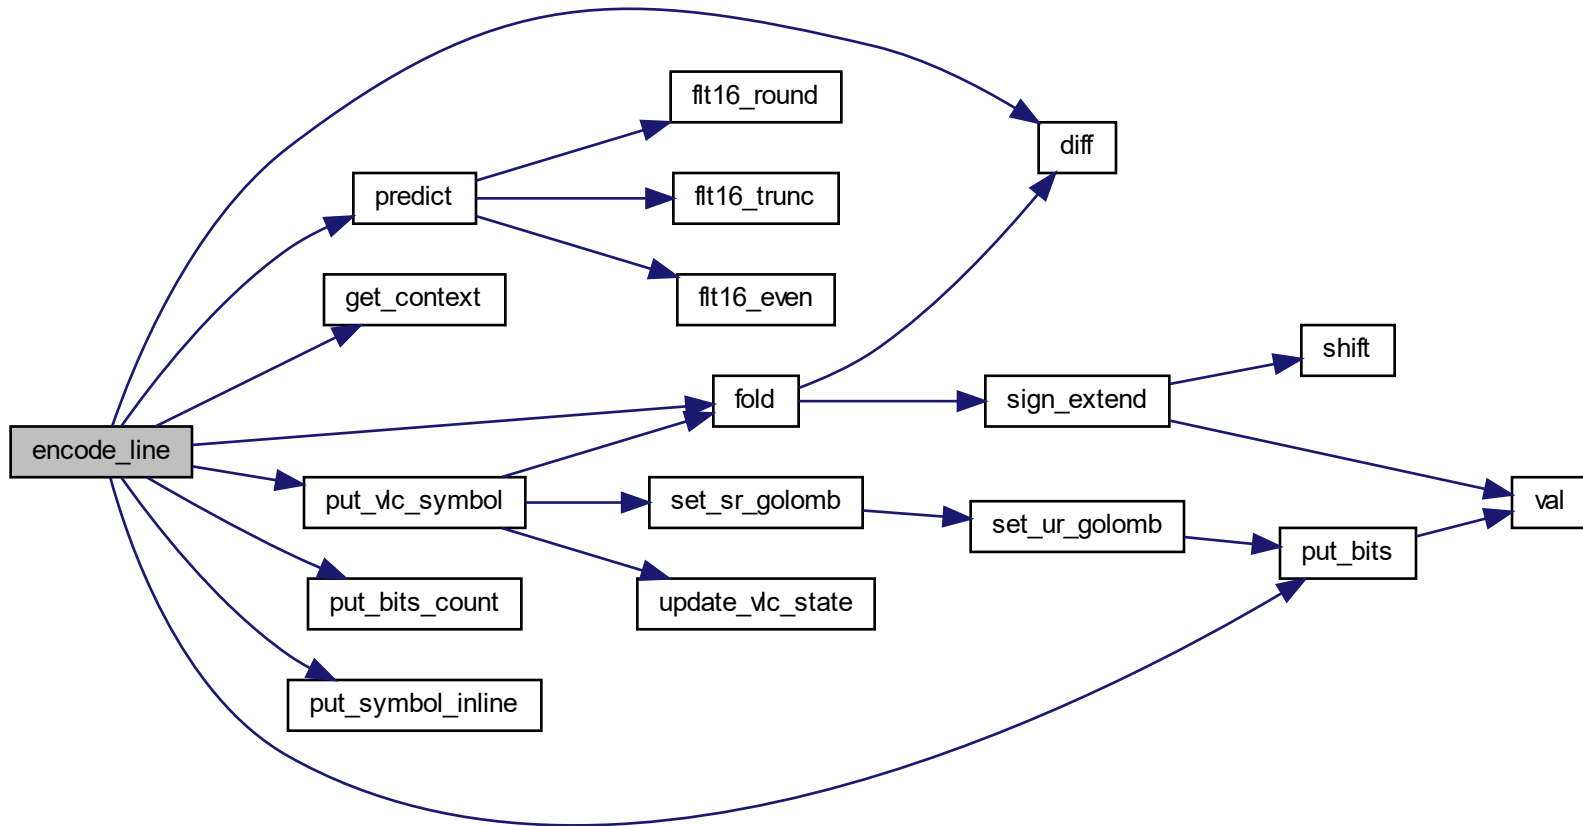 flt16_round
diff
predict
flt16_trunc
get_context
flt16_even
shift
fold
sign_extend
encode_line
put_vlc_symbol
set_sr_golomb
set_ur_golomb
val
put_bits
put_bits_count
update_vlc_state
put_symbol_inline